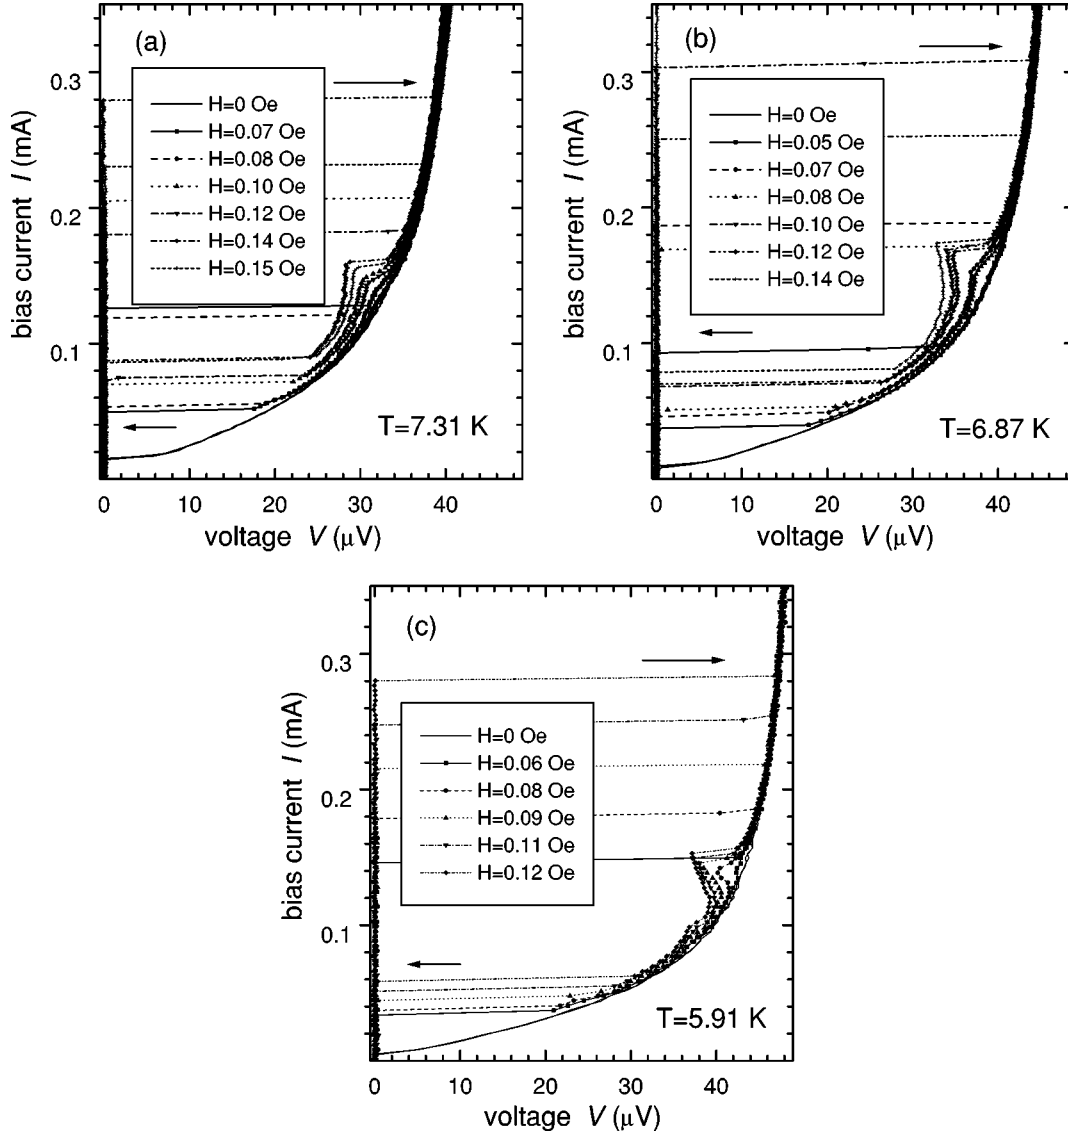 (a)
H=0 Oe
H=0.07 Oe
H=0.08 Oe
H=0.10 Oe
H=0.12 Oe
H=0.14 Oe
H=0.15 Oe
T=7.31 K
0.3
0.2
0.1
bias current I (mA)
0 10 20 30 40
voltage V (μV)
(b)
H=0 Oe
H=0.05 Oe
H=0.07 Oe
H=0.08 Oe
H=0.10 Oe
H=0.12 Oe
H=0.14 Oe
T=6.87 K
0.3
0.2
0.1
bias current I (mA)
0 10 20 30 40
voltage V (μV)
(c)
H=0 Oe
H=0.06 Oe
H=0.08 Oe
H=0.09 Oe
H=0.11 Oe
H=0.12 Oe
T=5.91 K
0.3
0.2
0.1
bias current I (mA)
0 10 20 30 40
voltage V (μV)